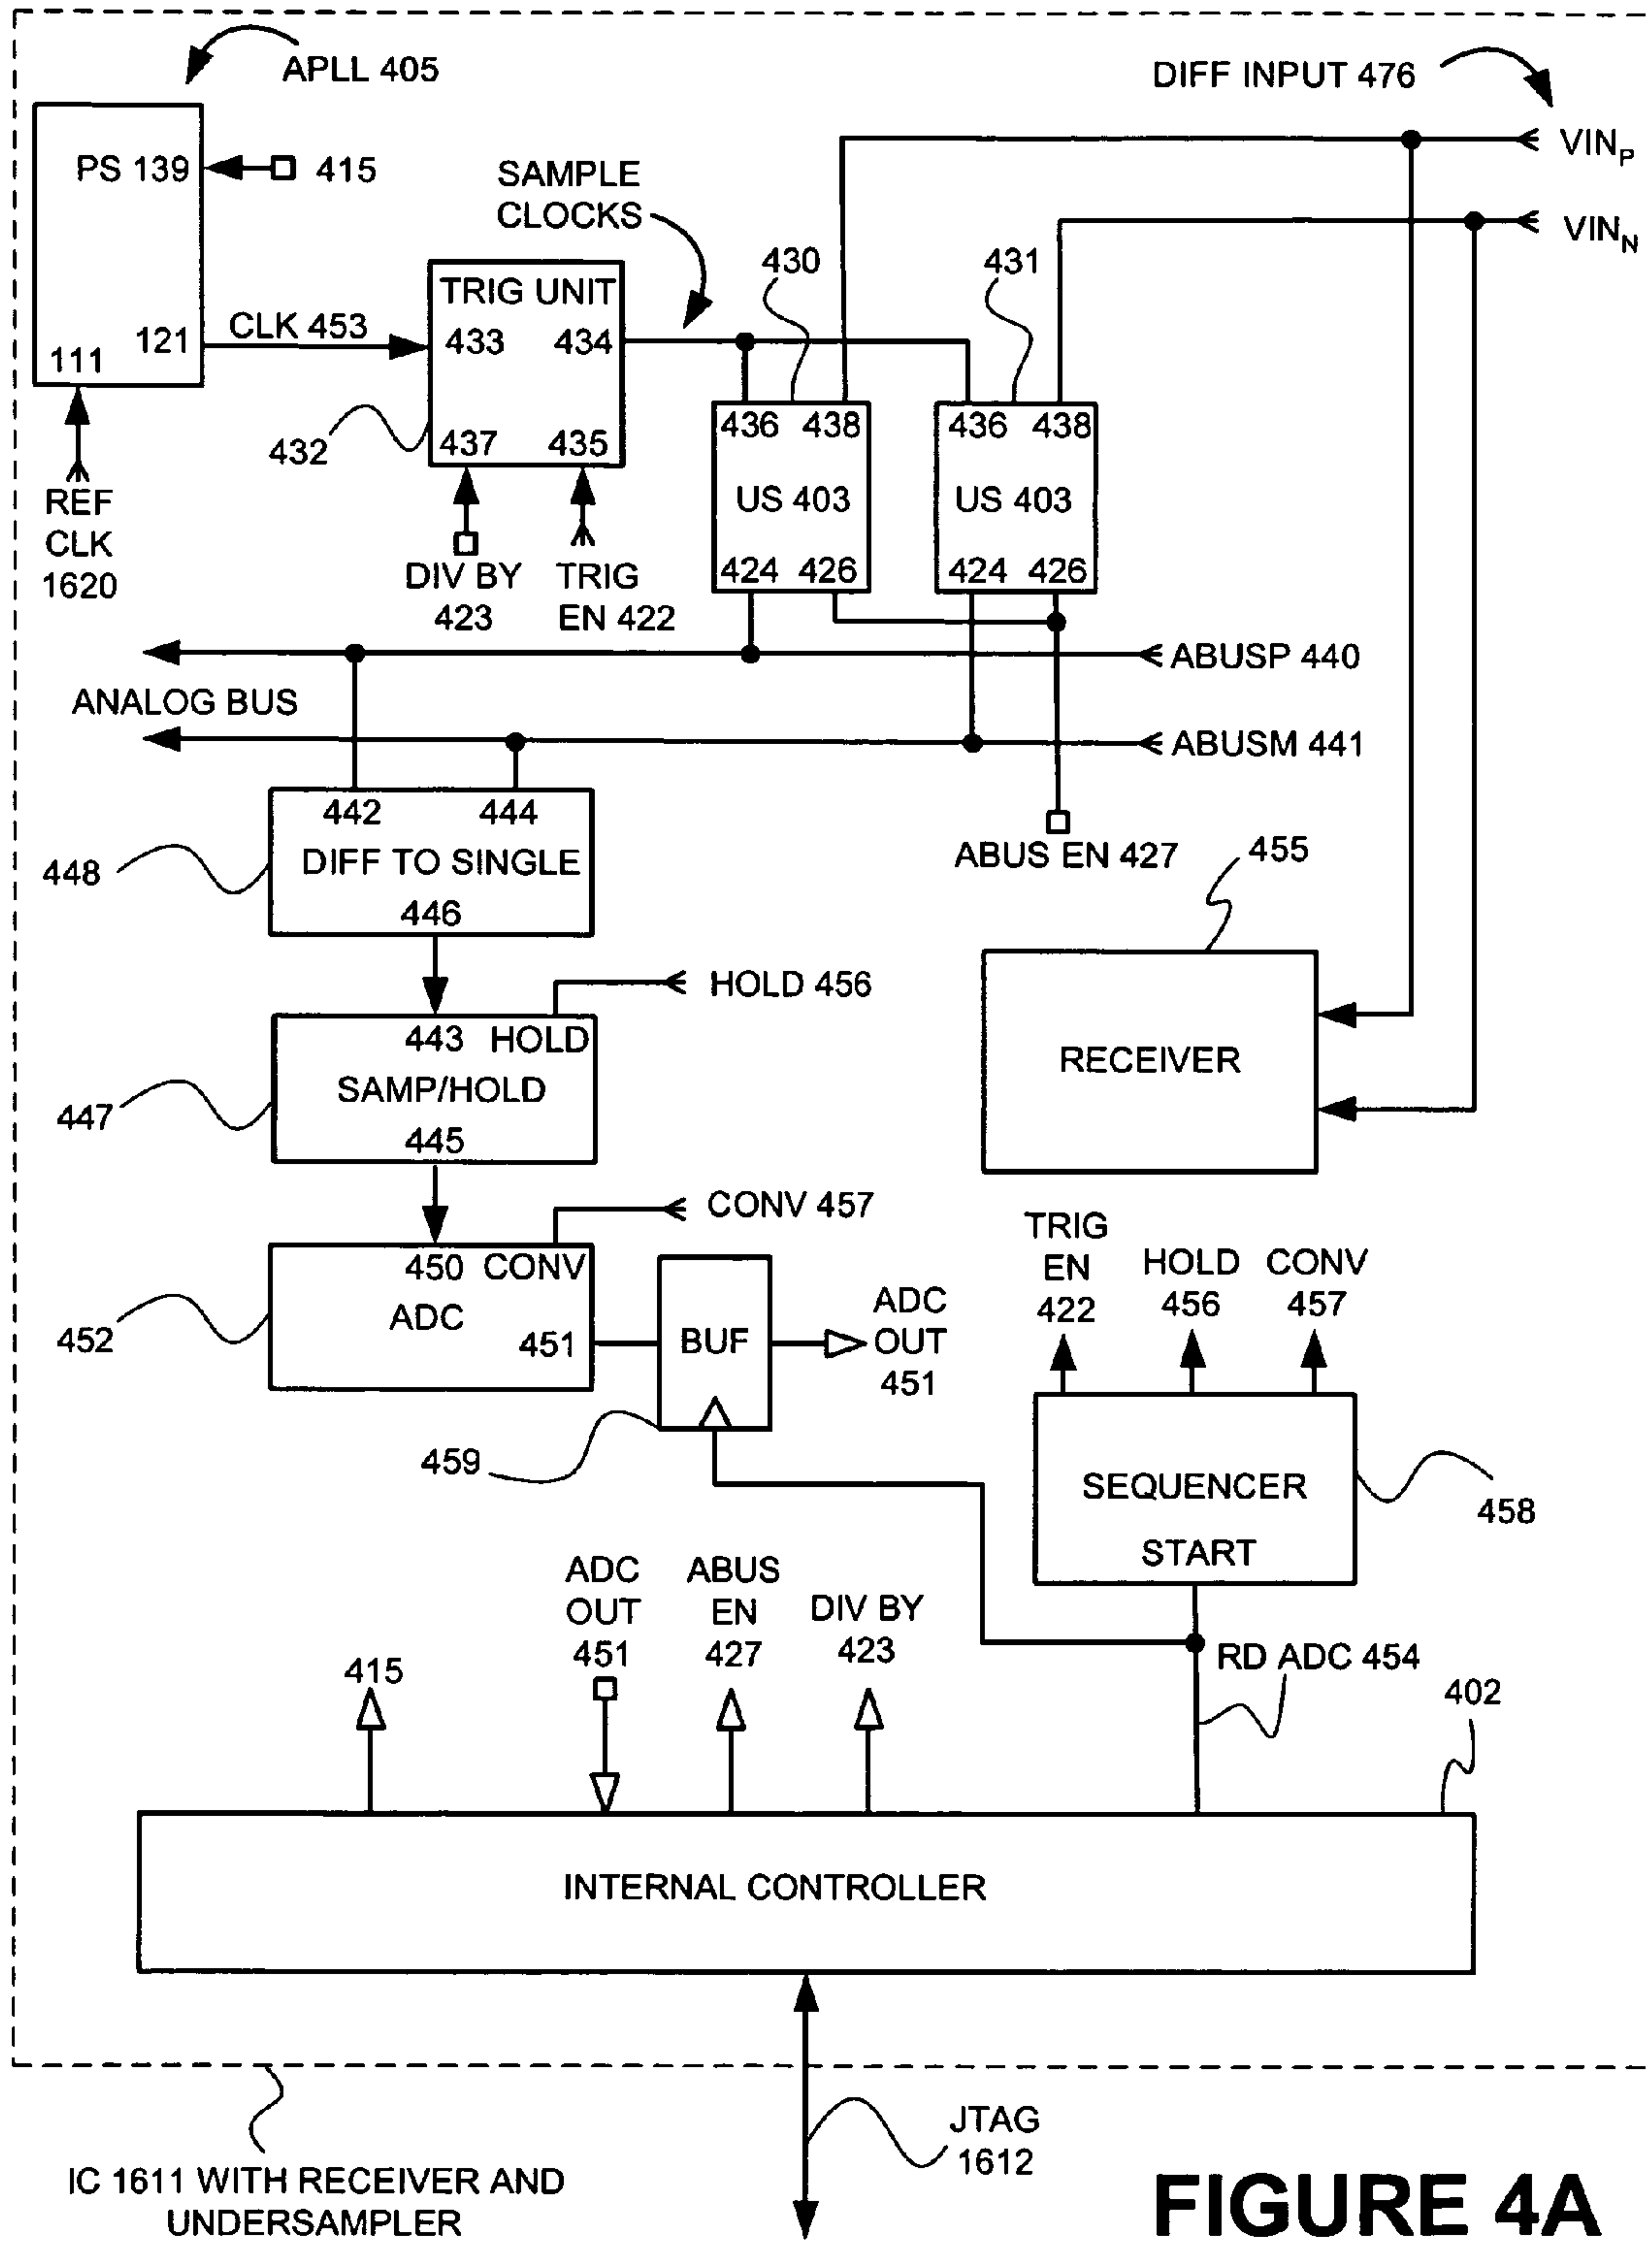 APLL 405
DIFF INPUT 476
VINP
VINN
PS 139
415
SAMPLE
CLOCKS
121
111
CLK 453
TRIG UNIT
433 434
437 435
432
430
431
436 438
US 403
424 426
436 438
US 403
424 426
REF
CLK
1620
DIV BY
423
TRIG
EN 422
ABUSP 440
ANALOG BUS
ABUSM 441
442 444
DIFF TO SINGLE
446
448
ABUS EN 427
455
HOLD 456
443 HOLD
SAMP/HOLD
445
447
RECEIVER
CONV 457
450 CONV
ADC
451
452
BUF
ADC
OUT
451
459
TRIG
EN
422
HOLD
456
CONV
457
SEQUENCER
START
458
415
ADC
OUT
451
ABUS
EN
427
DIV BY
423
RD ADC 454
402
INTERNAL CONTROLLER
JTAG
1612
IC 1611 WITH RECEIVER AND
UNDERSAMPLER
FIGURE 4A